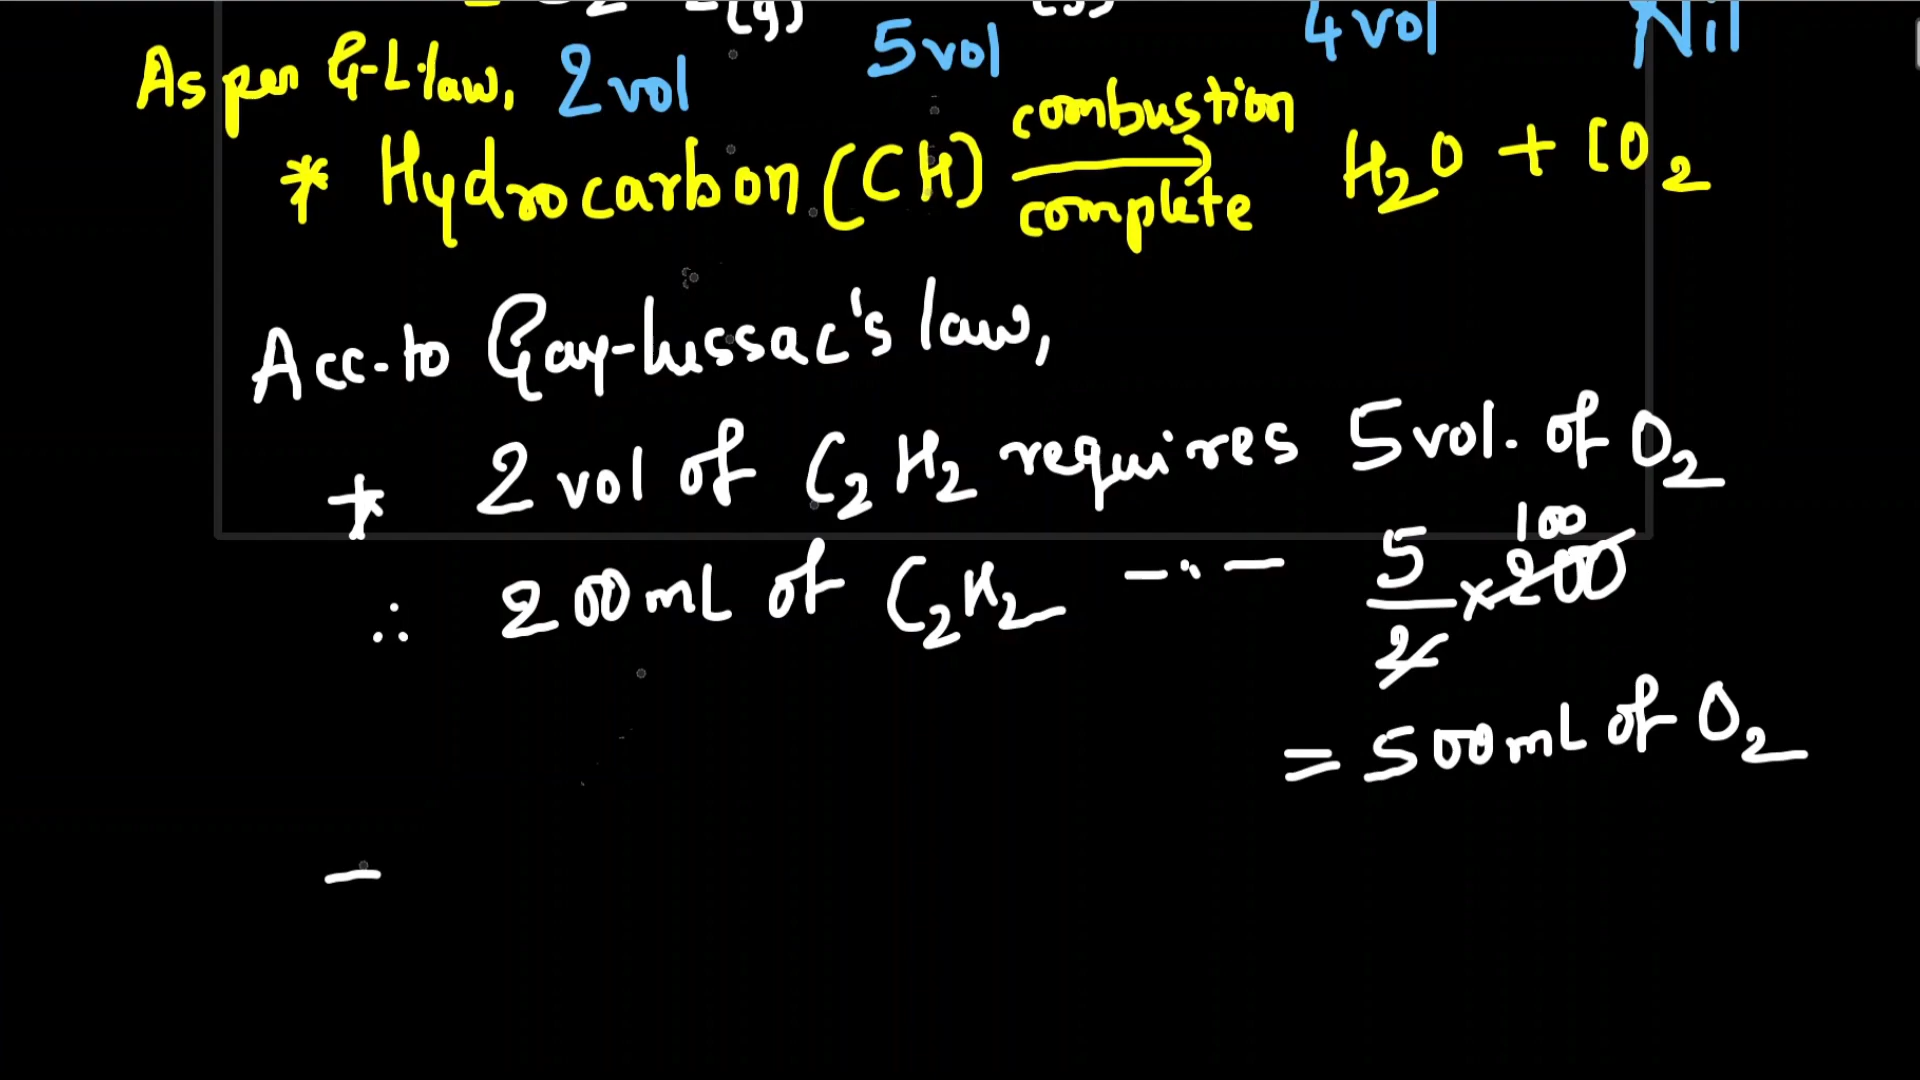 5 vol 4 vol Nil
As per G-L law, 2 vol
* Hydrocarbon (CH) combustion complete → H2O + CO2
Acc. to Gay-lussac's law,
* 2 vol of C2H2 requires 5 vol. of O2
∴ 200 mL of C2H2 -··- 5/2 × 200 100
= 500 mL of O2